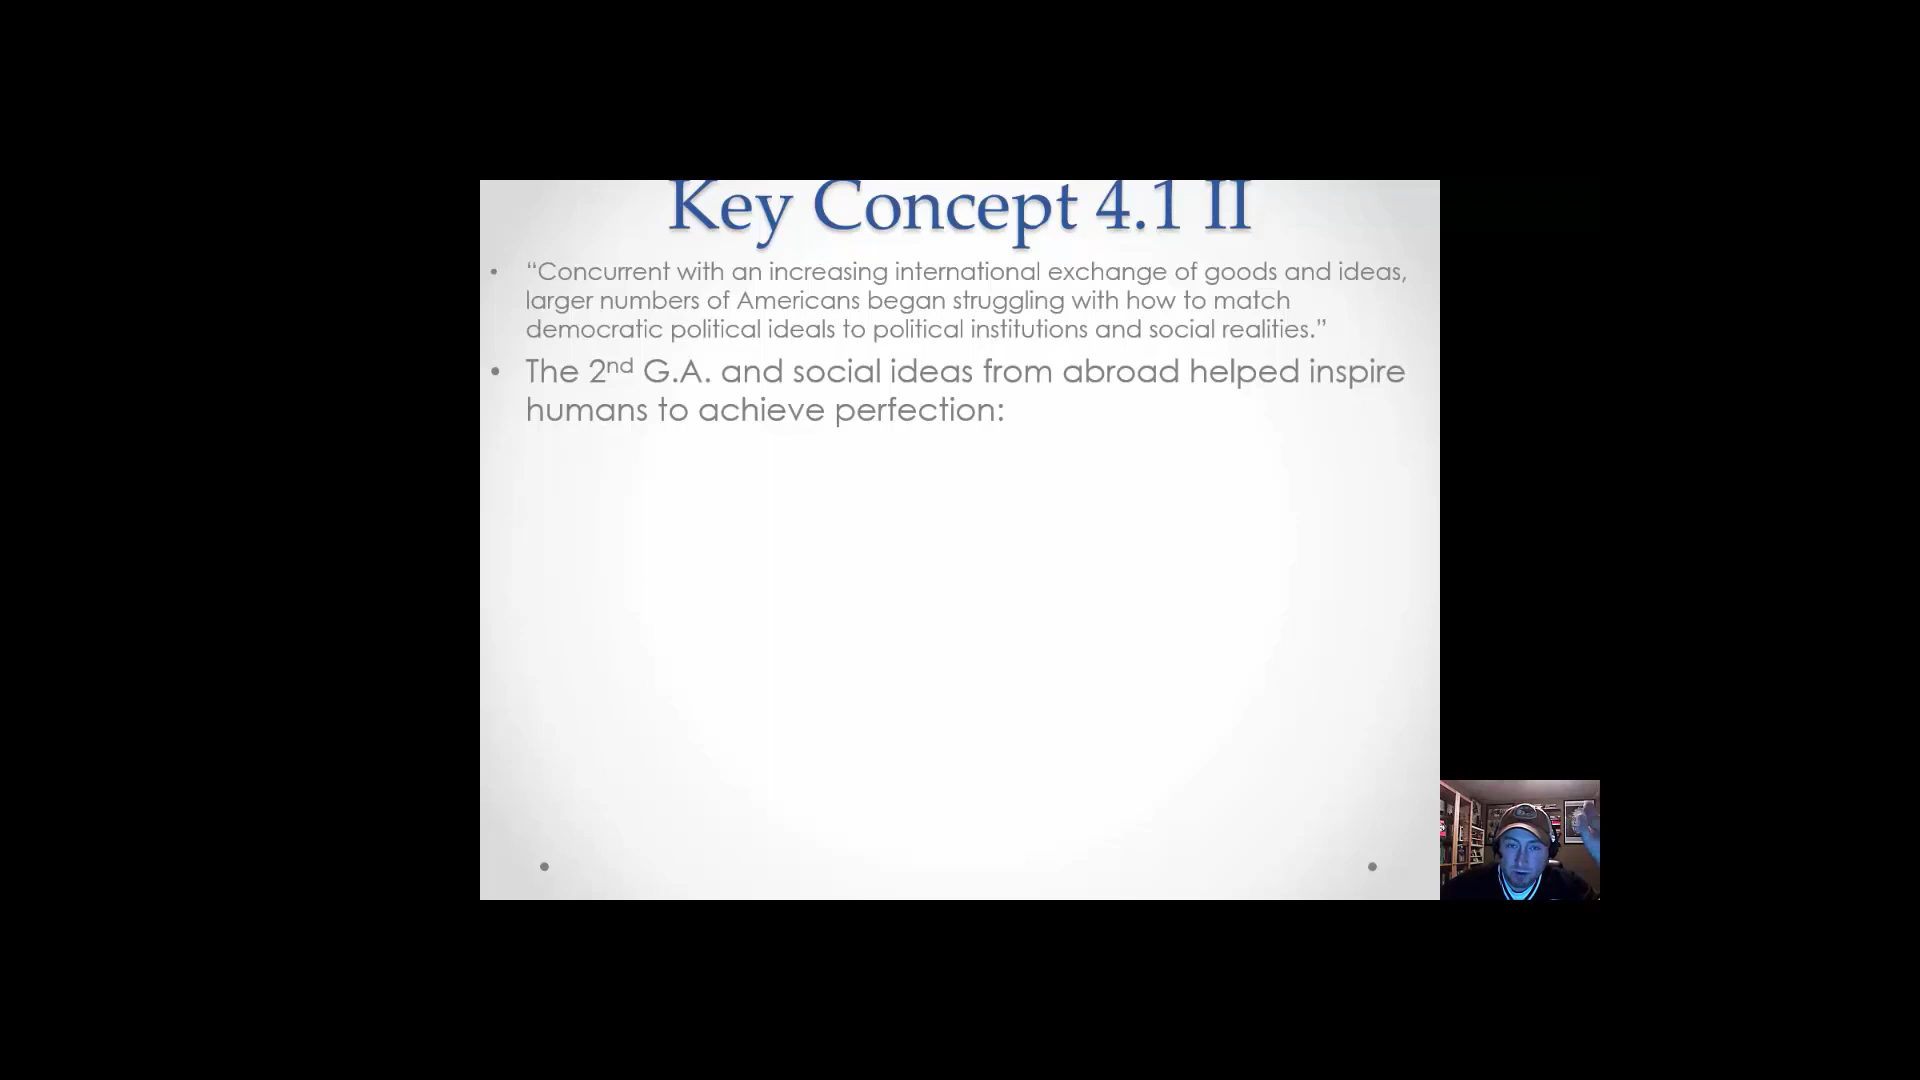 Key Concept 4.1 II
• “Concurrent with an increasing international exchange of goods and ideas,
larger numbers of Americans began struggling with how to match
democratic political ideals to political institutions and social realities.”
• The 2nd G.A. and social ideas from abroad helped inspire
humans to achieve perfection: